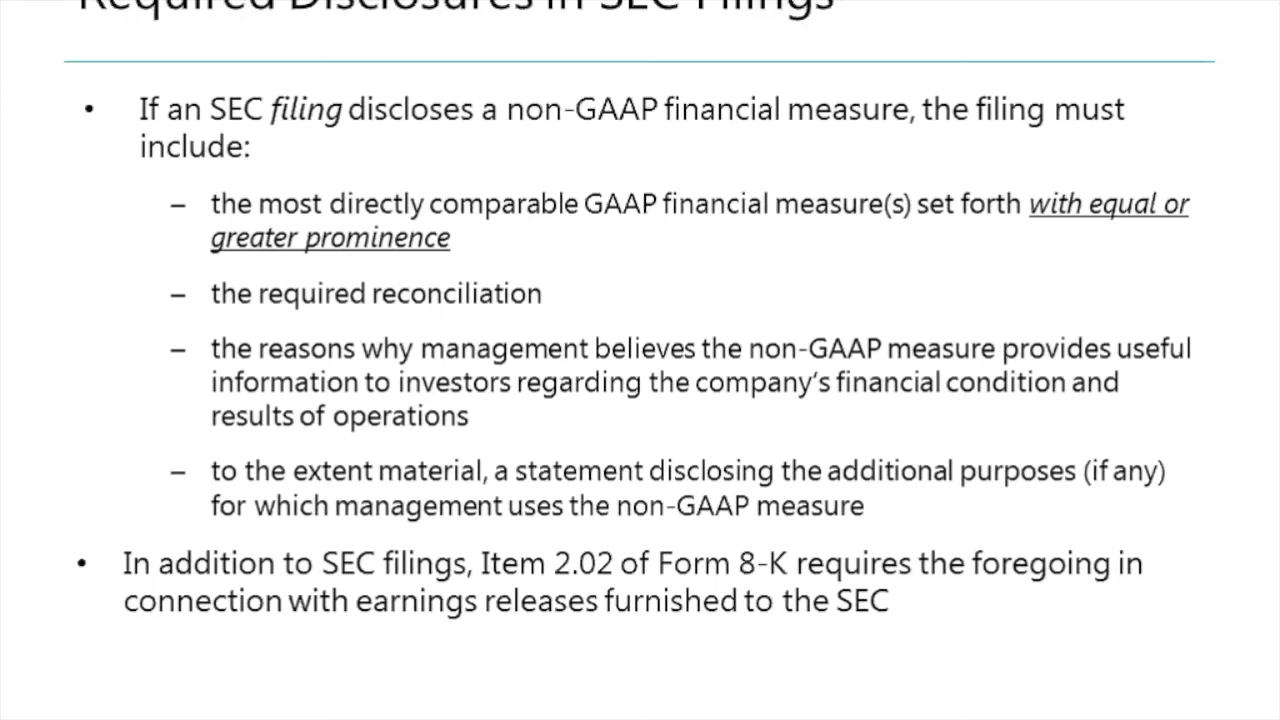 Required Disclosures in SEC Filings
• If an SEC filing discloses a non-GAAP financial measure, the filing must
include:
– the most directly comparable GAAP financial measure(s) set forth with equal or
greater prominence
– the required reconciliation
– the reasons why management believes the non-GAAP measure provides useful
information to investors regarding the company's financial condition and
results of operations
– to the extent material, a statement disclosing the additional purposes (if any)
for which management uses the non-GAAP measure
• In addition to SEC filings, Item 2.02 of Form 8-K requires the foregoing in
connection with earnings releases furnished to the SEC